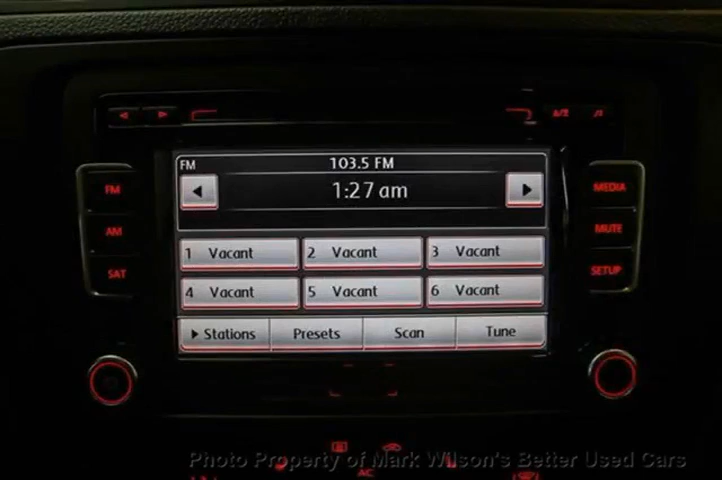 FM 103.5 FM
1:27 am
FM
MEDIA
AM
MUTE
SAT
SETUP
1 Vacant
2 Vacant
3 Vacant
4 Vacant
5 Vacant
6 Vacant
Stations
Presets
Scan
Tune
AC
Photo Property of Mark Wilson's Better Used Cars